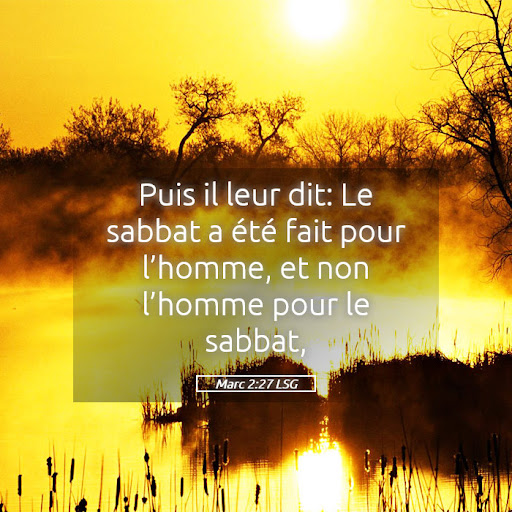 Puis il leur dit: Le
sabbat a été fait pour
l’homme, et non
l’homme pour le
sabbat,
Marc 2:27 LSG